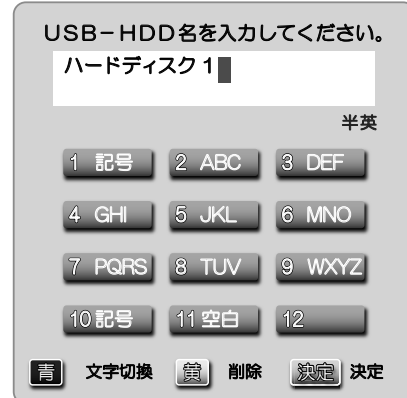 USB-HDD名を入力してください。
ハードディスク1
半英
1 記号 2 ABC 3 DEF
4 GHI 5 JKL 6 MNO
7 PQRS 8 TUV 9 WXYZ
10記号 11空白 12
青 文字切換 黄 削除 決定 決定